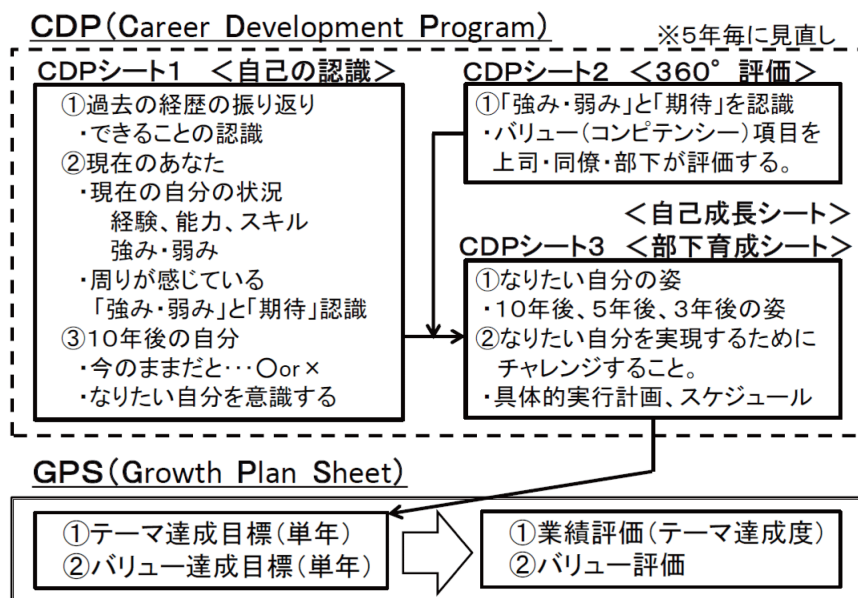 CDP(Career Development Program)
※5年毎に見直し
CDPシート1 <自己の認識>
①過去の経歴の振り返り
・できることの認識
②現在のあなた
・現在の自分の状況
経験、能力、スキル
強み・弱み
・周りが感じている
「強み・弱み」と「期待」認識
③10年後の自分
・今のままだと・・・〇or×
・なりたい自分を意識する
CDPシート2 <360°評価>
①「強み・弱み」と「期待」を認識
・バリュー(コンピテンシー)項目を
上司・同僚・部下が評価する。
<自己成長シート>
CDPシート3 <部下育成シート>
①なりたい自分の姿
・10年後、5年後、3年後の姿
②なりたい自分を実現するために
チャレンジすること。
・具体的実行計画、スケジュール
GPS(Growth Plan Sheet)
①テーマ達成目標(単年)
②バリュー達成目標(単年)
①業績評価(テーマ達成度)
②バリュー評価